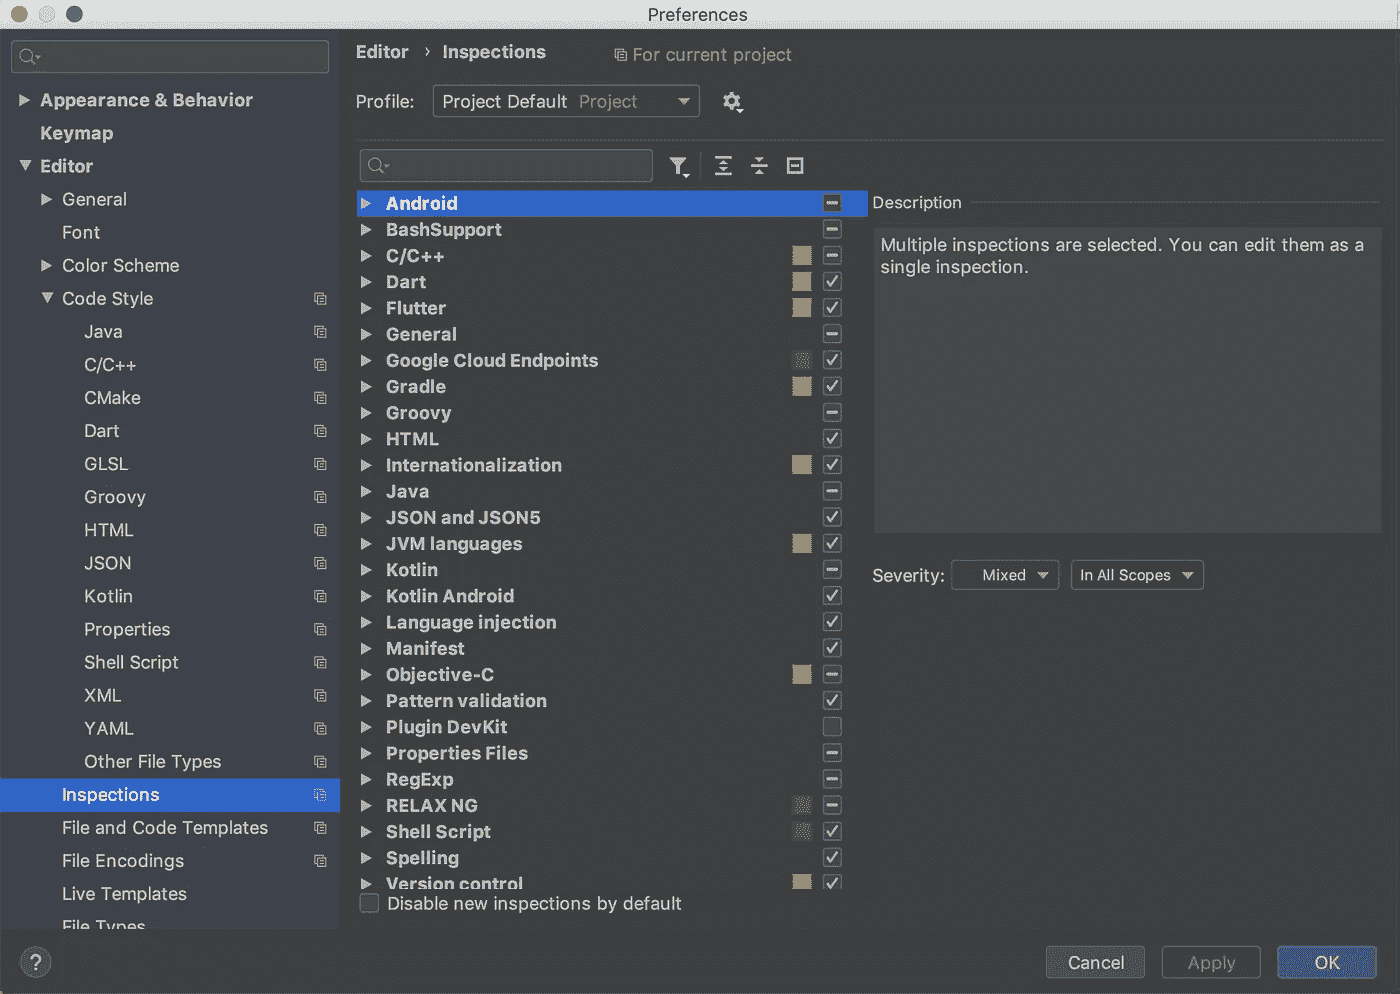 Preferences
Appearance & Behavior
Keymap
Editor
General
Font
Color Scheme
Code Style
Java
C/C++
CMake
Dart
GLSL
Groovy
HTML
JSON
Kotlin
Properties
Shell Script
XML
YAML
Other File Types
Inspections
File and Code Templates
File Encodings
Live Templates
File Types
Editor › Inspections For current project
Profile: Project Default Project
Android
BashSupport
C/C++
Dart
Flutter
General
Google Cloud Endpoints
Gradle
Groovy
HTML
Internationalization
Java
JSON and JSON5
JVM languages
Kotlin
Kotlin Android
Language injection
Manifest
Objective-C
Pattern validation
Plugin DevKit
Properties Files
RegExp
RELAX NG
Shell Script
Spelling
Version control
Disable new inspections by default
Description
Multiple inspections are selected. You can edit them as a
single inspection.
Severity: Mixed In All Scopes
? Cancel Apply OK